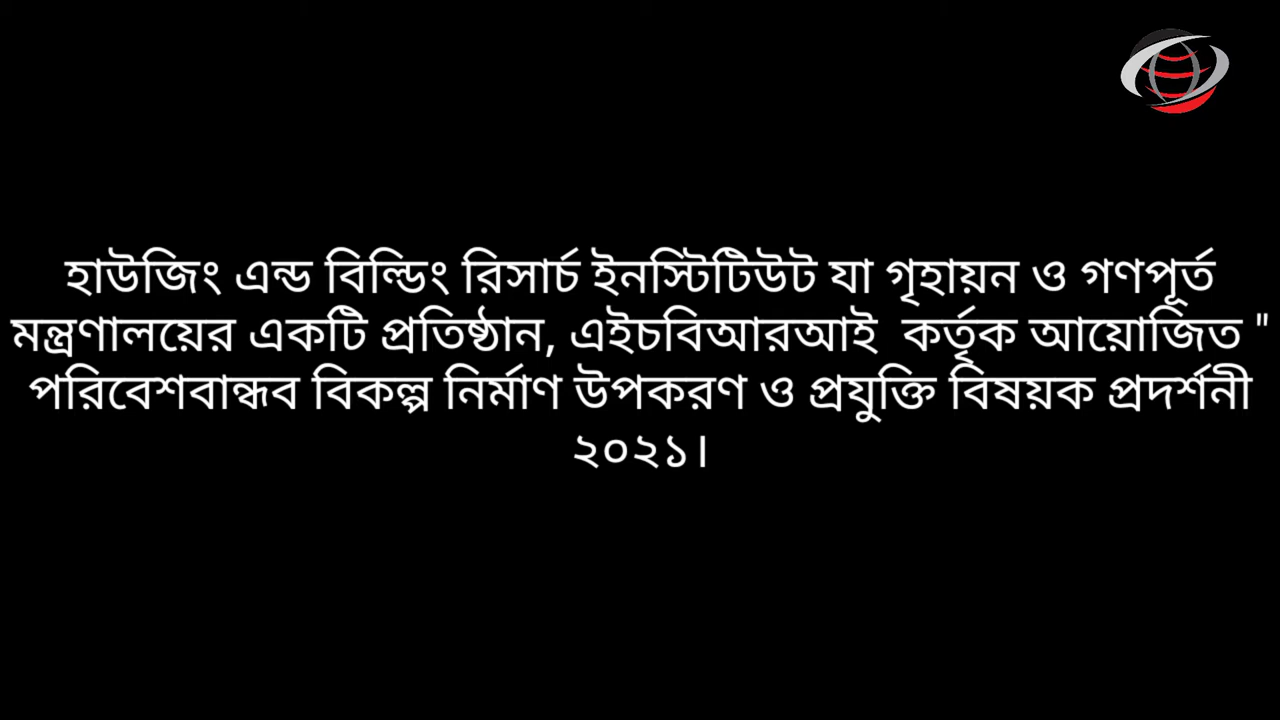 হাউজিং এন্ড বিল্ডিং রিসার্চ ইনস্টিটিউট যা গৃহায়ন ও গণপূর্ত
মন্ত্রণালয়ের একটি প্রতিষ্ঠান, এইচবিআরআই  কর্তৃক আয়োজিত "
পরিবেশবান্ধব বিকল্প নির্মাণ উপকরণ ও প্রযুক্তি বিষয়ক প্রদর্শনী
২০২১।